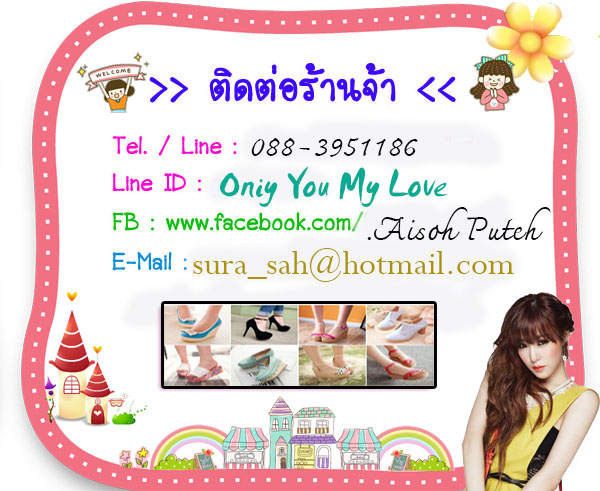 WELCOME
>> ติดต่อร้านจ้า <<
Tel. / Line : 088-3951186
Line ID : Oniy You My Love
FB : www.facebook.com/.Aisoh Puteh
E-Mail : sura_sah@hotmail.com